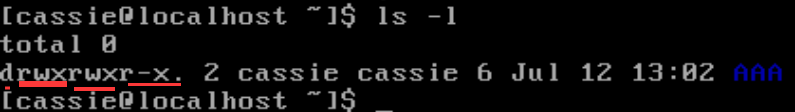 [cassie@localhost ~]$ ls -l
total 0
drwxrwxr-x. 2 cassie cassie 6 Jul 12 13:02 AAA
[cassie@localhost ~]$ _